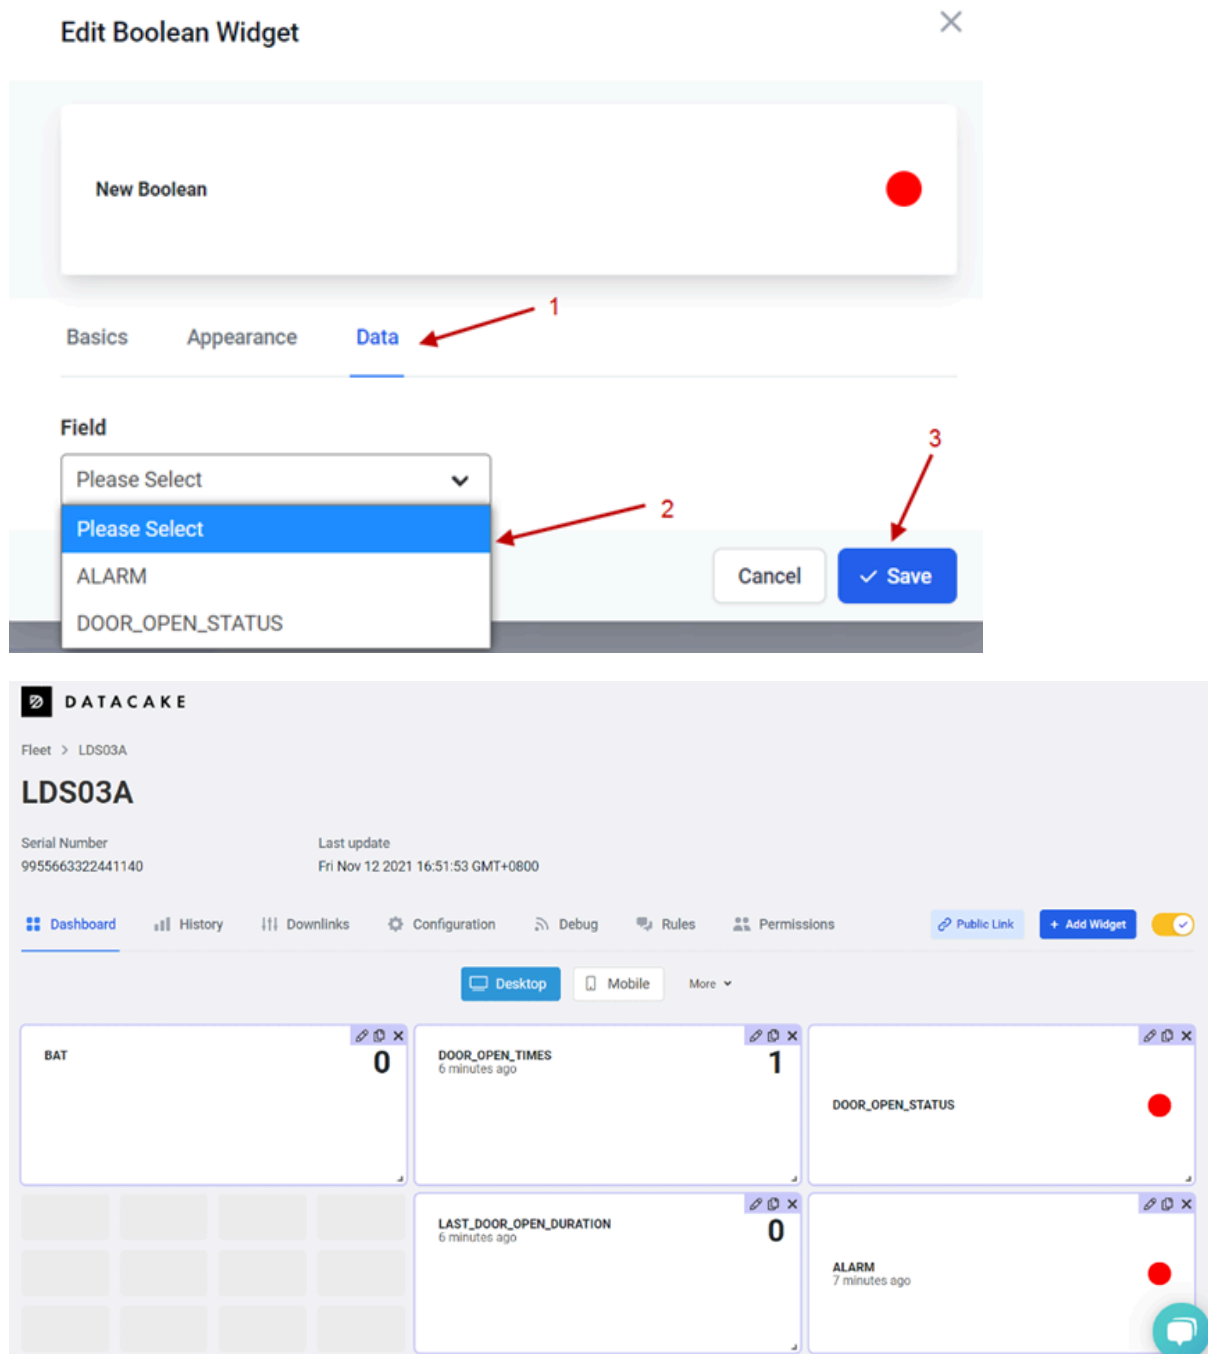 Edit Boolean Widget
New Boolean
1
Basics Appearance Data
Field
3
Please Select
2
Please Select
ALARM
Cancel Save
DOOR_OPEN_STATUS
DATACAKE
Fleet > LDS03A
LDS03A
Serial Number Last update
9955663322441140 Fri Nov 12 2021 16:51:53 GMT+0800
Dashboard History Downlinks Configuration Debug Rules Permissions Public Link + Add Widget
Desktop Mobile More
BAT 0 DOOR_OPEN_TIMES 1
6 minutes ago
DOOR_OPEN_STATUS
LAST_DOOR_OPEN_DURATION 0
6 minutes ago
ALARM
7 minutes ago